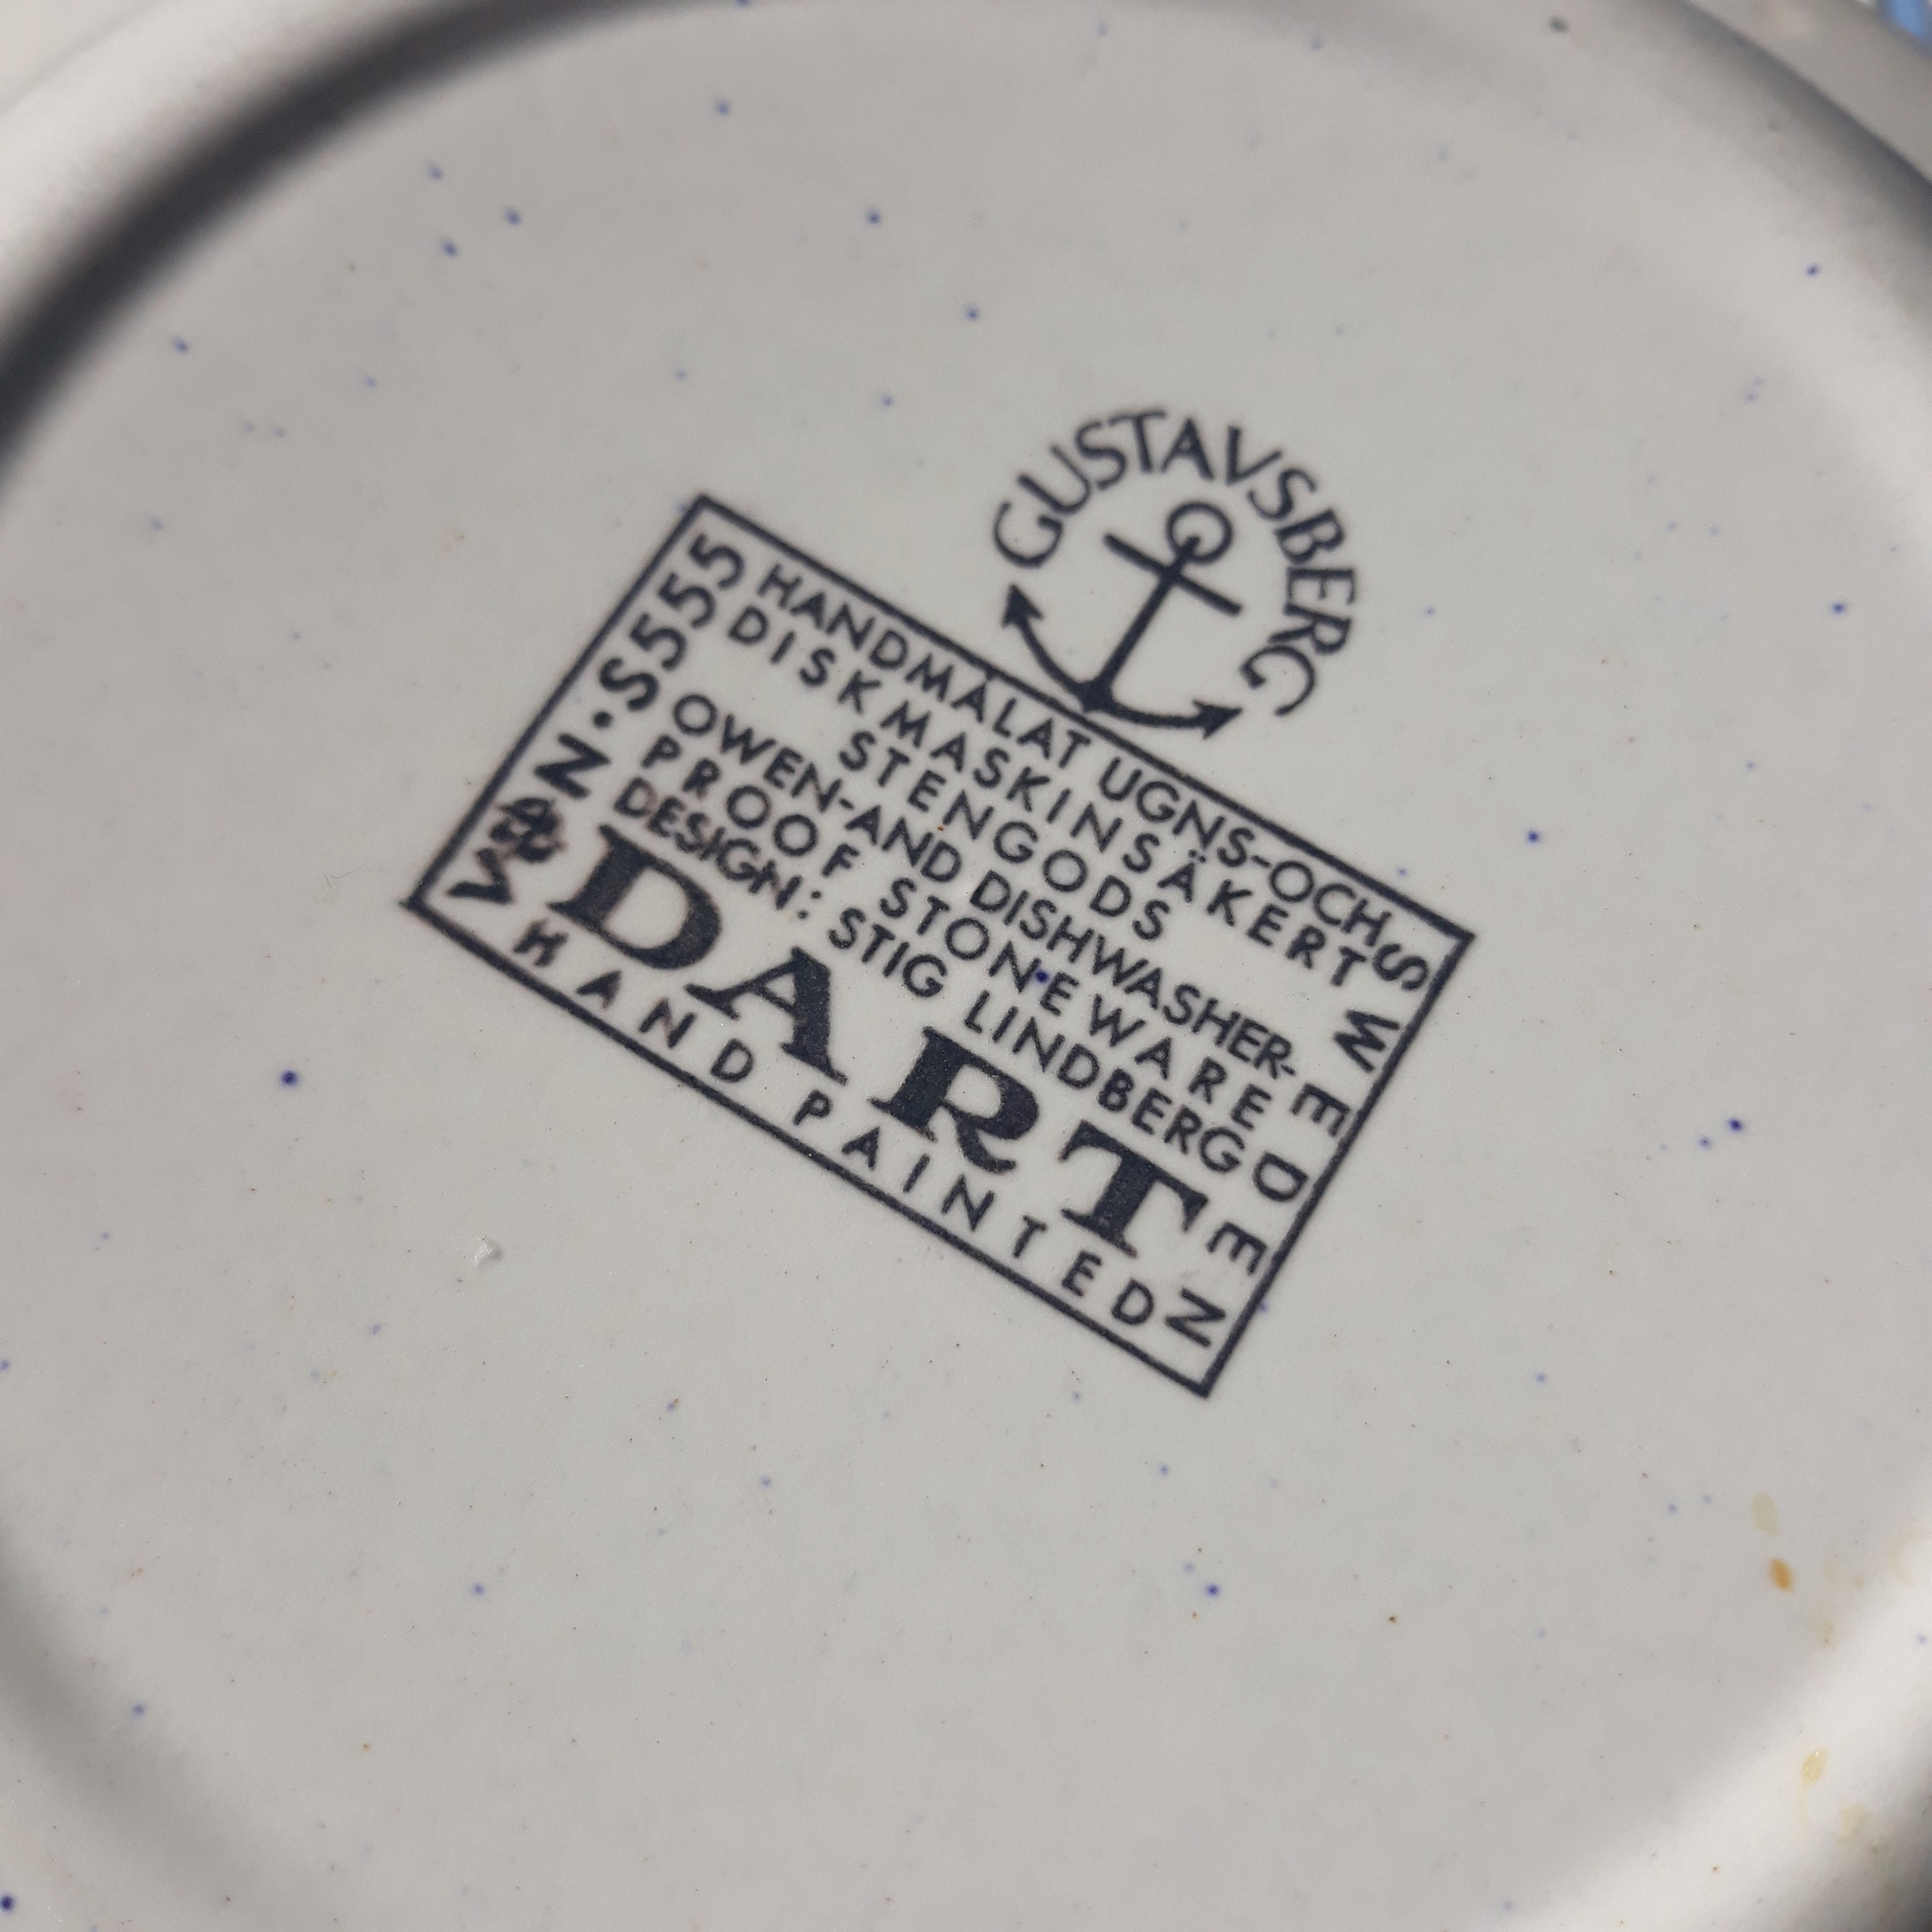 GUSTAVSBERG
HANDMÅLAT UGNS-OCH
DISKMASKINSÄKERT
STENGODS
OWEN-AND DISHWASHER-
PROOF STONEWARE
DESIGN: STIG LINDBERG
DART
HAND PAINTED
SWEDEN
N·S555